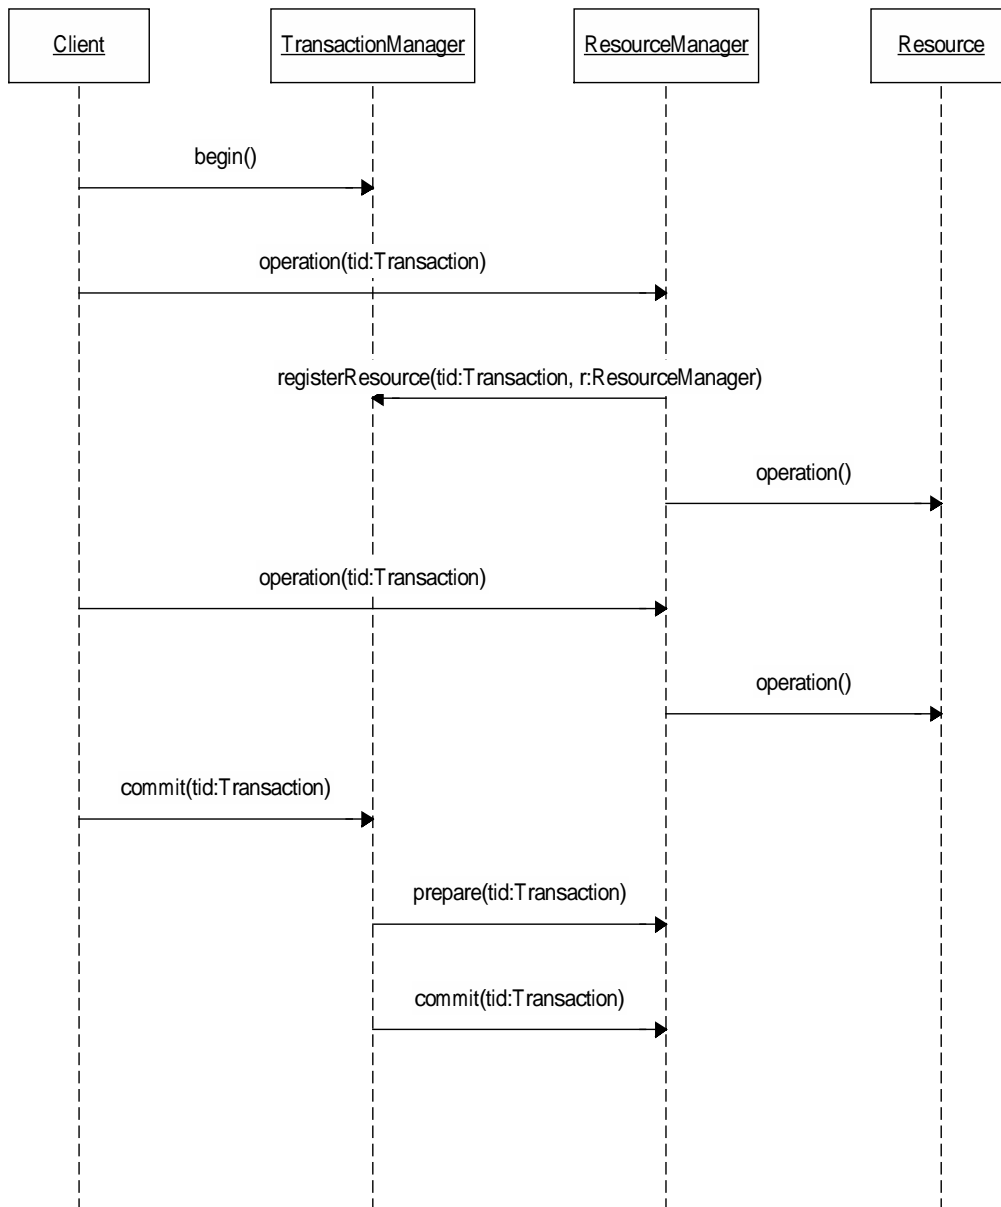 Client
TransactionManager
ResourceManager
Resource
begin()
operation(tid:Transaction)
registerResource(tid:Transaction, r:ResourceManager)
operation()
operation(tid:Transaction)
operation()
commit(tid:Transaction)
prepare(tid:Transaction)
commit(tid:Transaction)